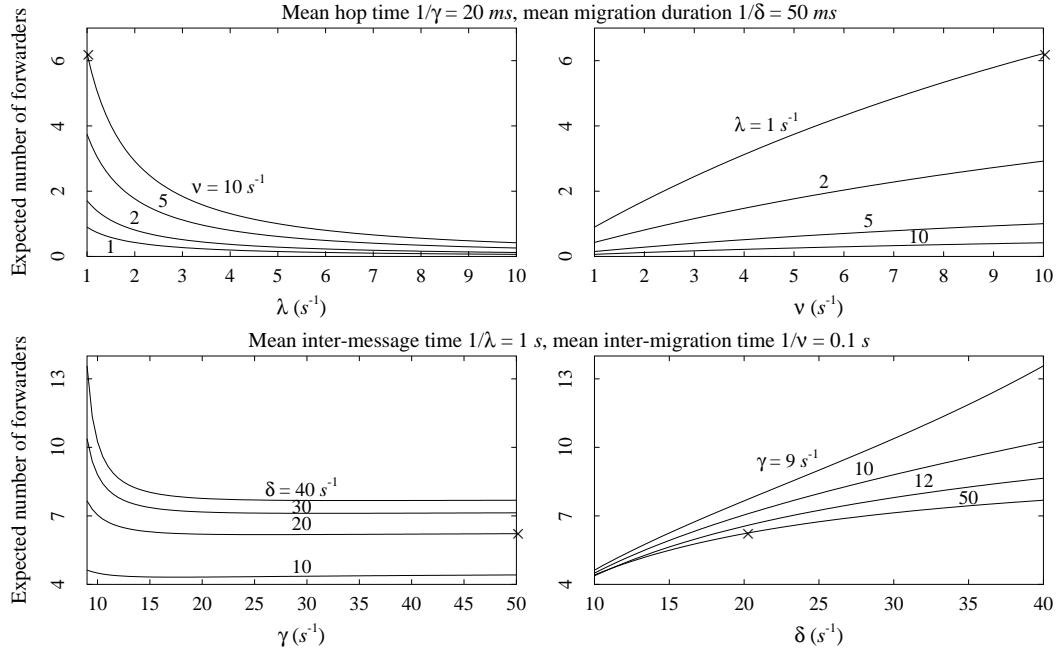 Mean hop time 1/γ = 20 ms, mean migration duration 1/δ = 50 ms
Expected number of forwarders
6
4
2
0
ν = 10 s⁻¹
5
2
1
1 2 3 4 5 6 7 8 9 10
λ (s⁻¹)
6
4
2
0
λ = 1 s⁻¹
2
5
10
1 2 3 4 5 6 7 8 9 10
ν (s⁻¹)
Mean inter-message time 1/λ = 1 s, mean inter-migration time 1/ν = 0.1 s
Expected number of forwarders
13
10
7
4
δ = 40 s⁻¹
30
20
10
10 15 20 25 30 35 40 45 50
γ (s⁻¹)
13
10
7
4
γ = 9 s⁻¹
10
12
50
10 15 20 25 30 35 40
δ (s⁻¹)